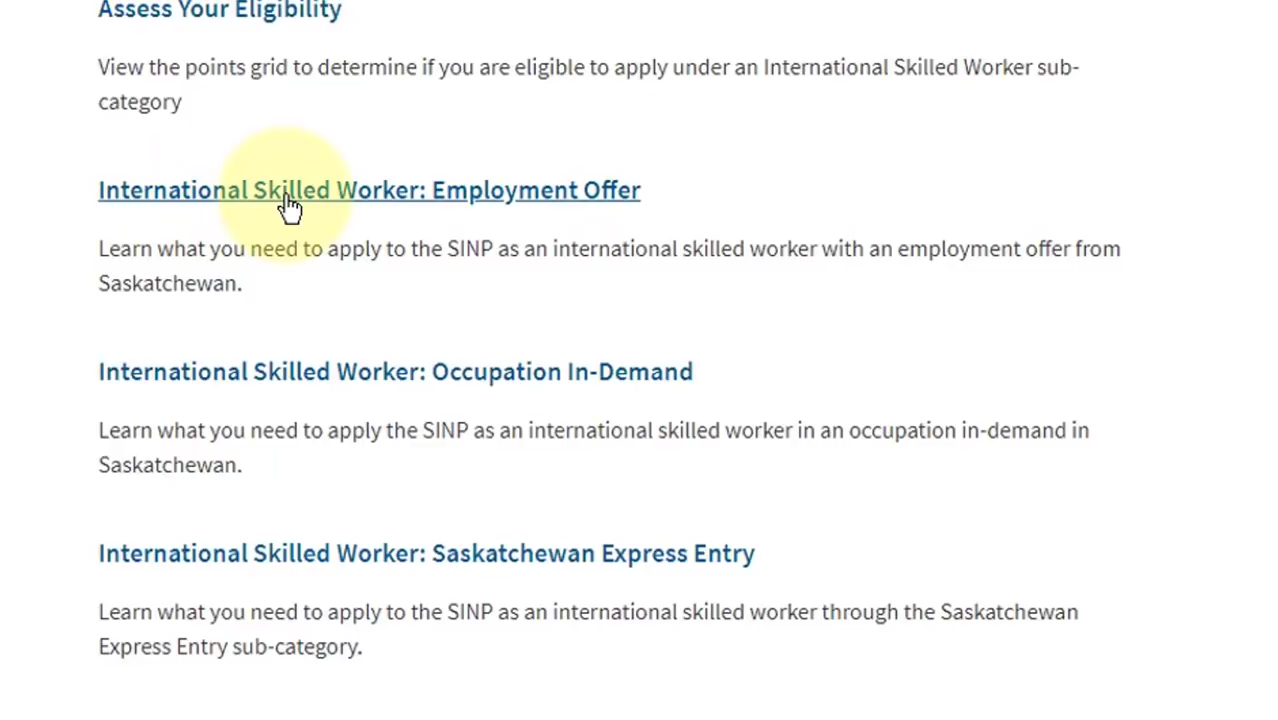 Assess Your Eligibility
View the points grid to determine if you are eligible to apply under an International Skilled Worker sub-
category
International Skilled Worker: Employment Offer
Learn what you need to apply to the SINP as an international skilled worker with an employment offer from
Saskatchewan.
International Skilled Worker: Occupation In-Demand
Learn what you need to apply the SINP as an international skilled worker in an occupation in-demand in
Saskatchewan.
International Skilled Worker: Saskatchewan Express Entry
Learn what you need to apply to the SINP as an international skilled worker through the Saskatchewan
Express Entry sub-category.